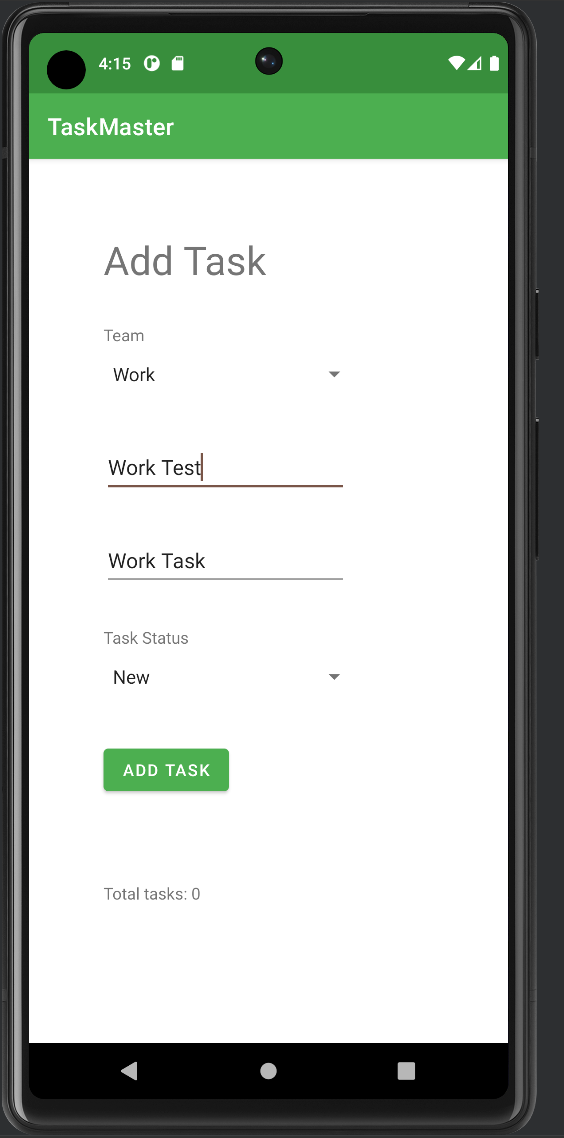 4:15
TaskMaster
Add Task
Team
Work
Work Test
Work Task
Task Status
New
ADD TASK
Total tasks: 0